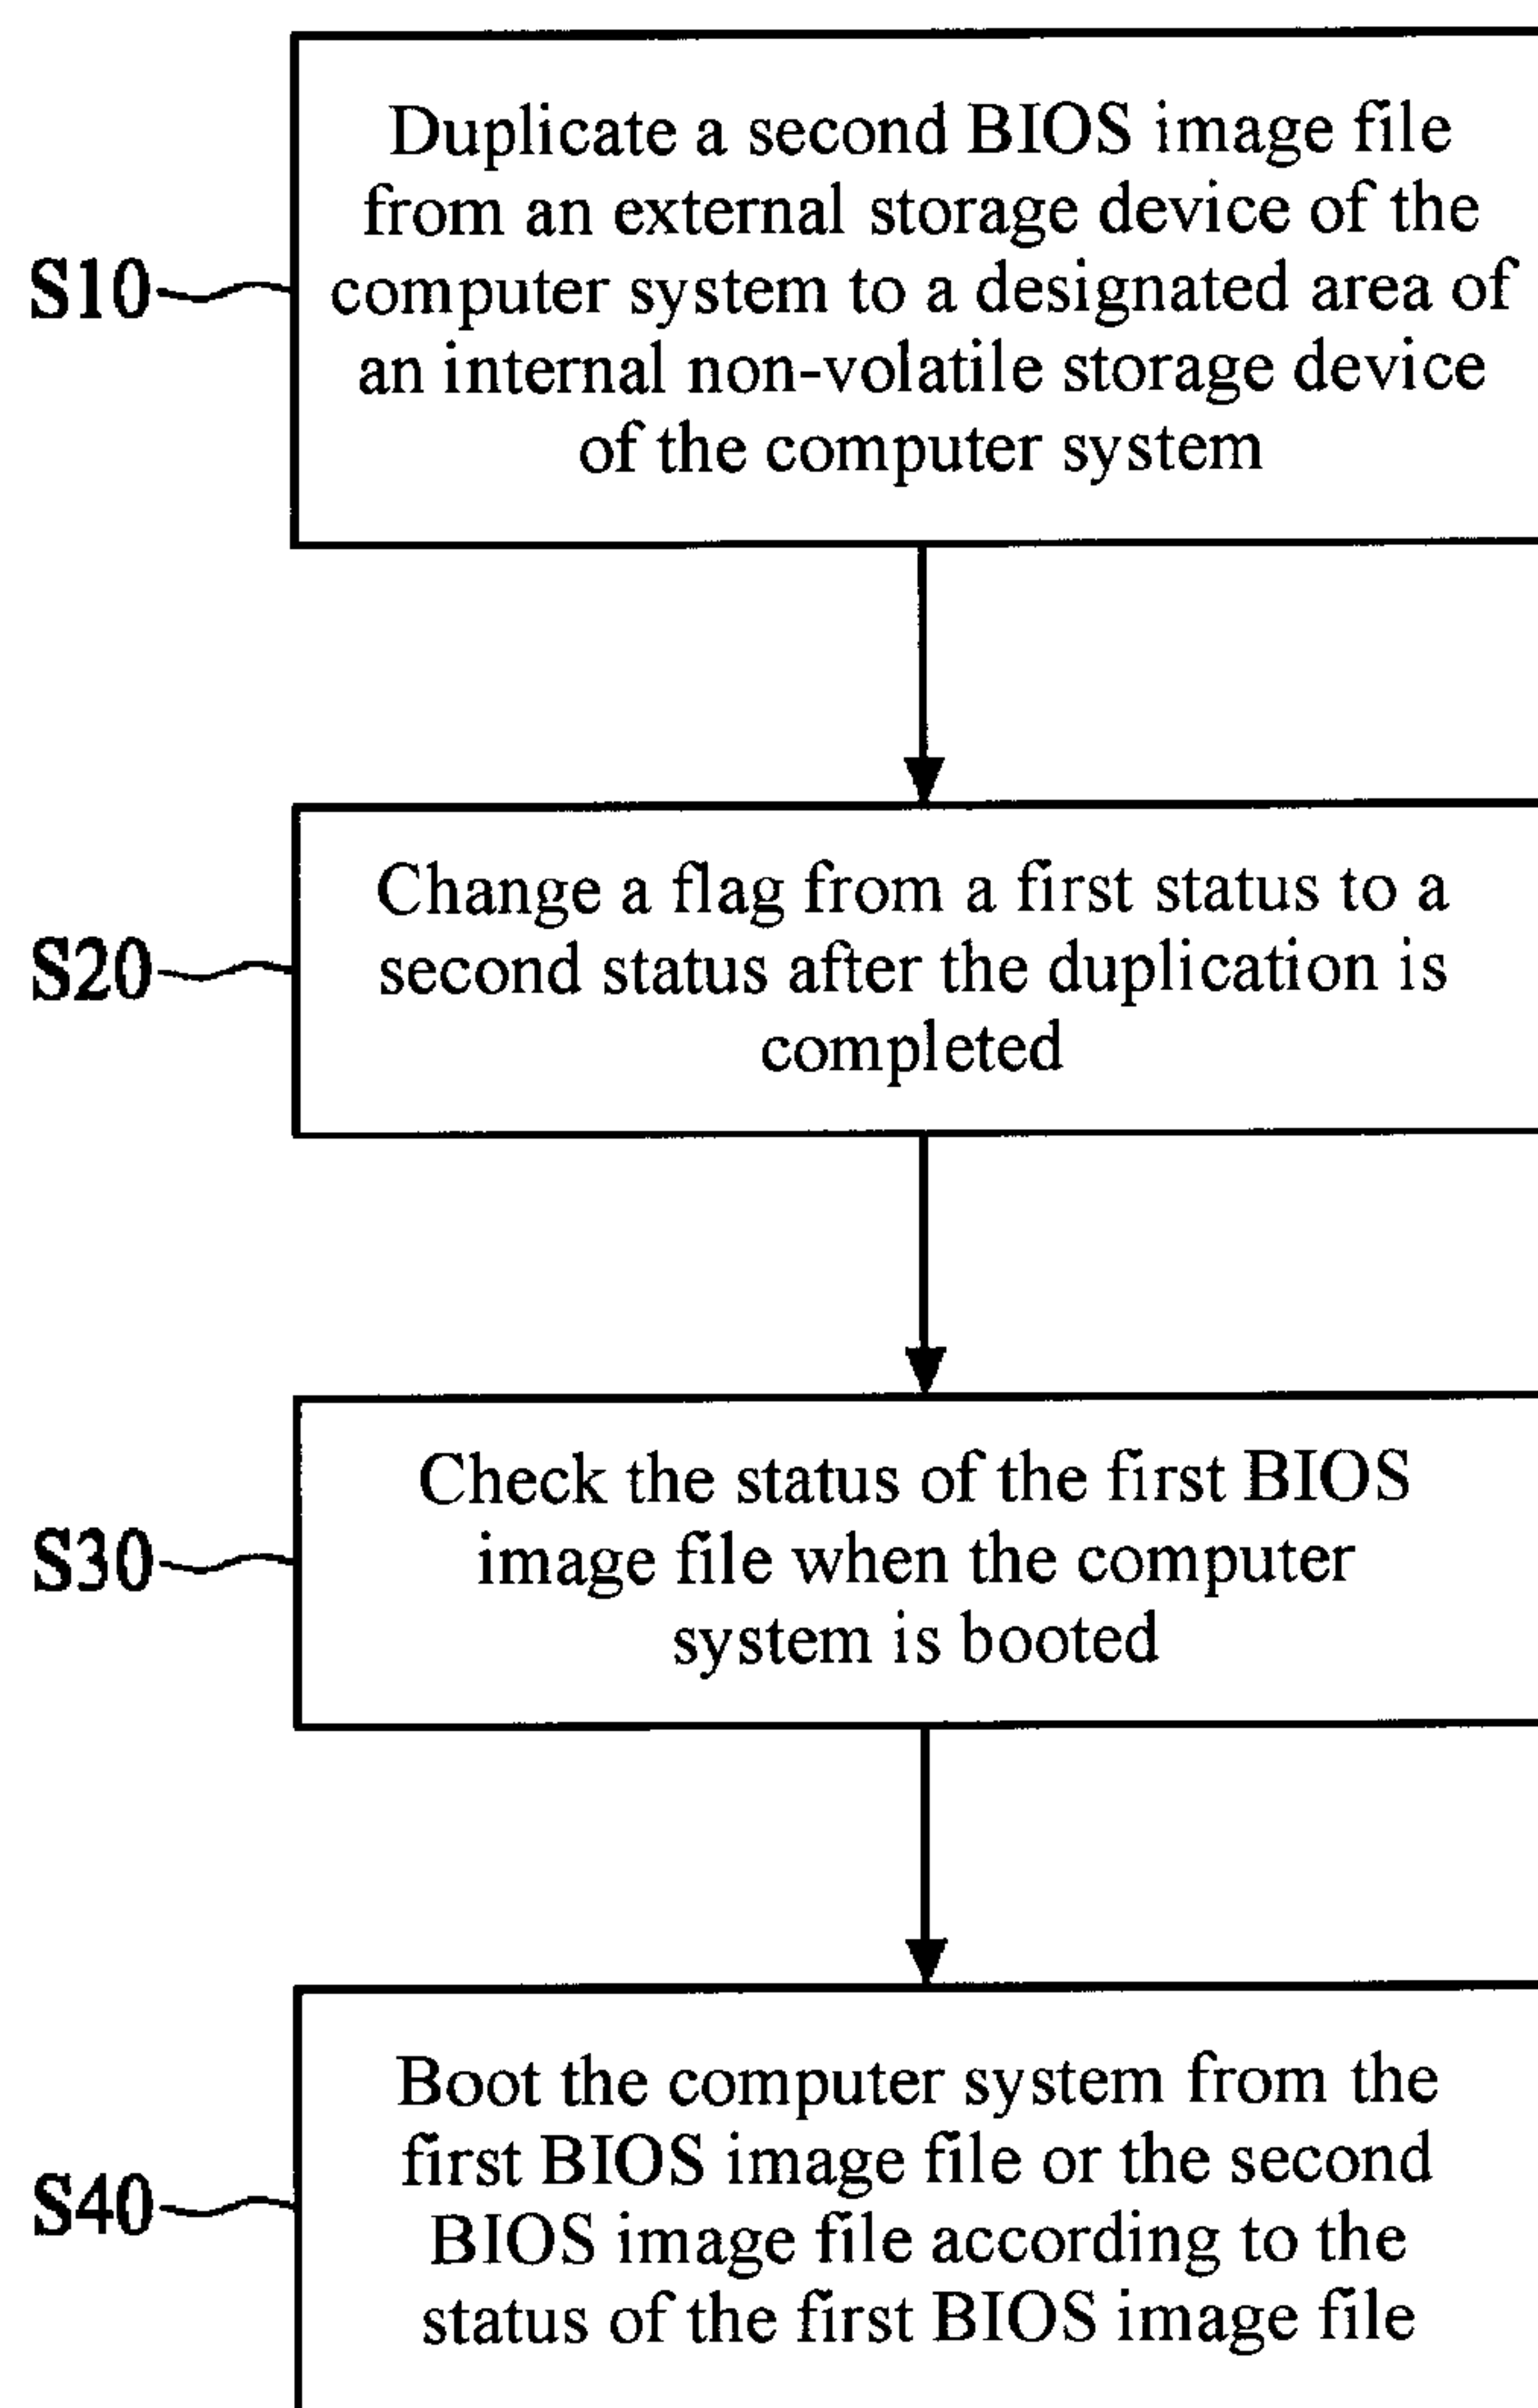 Duplicate a second BIOS image file
from an external storage device of the
S10
computer system to a designated area of
an internal non-volatile storage device
of the computer system
Change a flag from a first status to a
S20
second status after the duplication is
completed
Check the status of the first BIOS
S30
image file when the computer
system is booted
Boot the computer system from the
first BIOS image file or the second
S40
BIOS image file according to the
status of the first BIOS image file